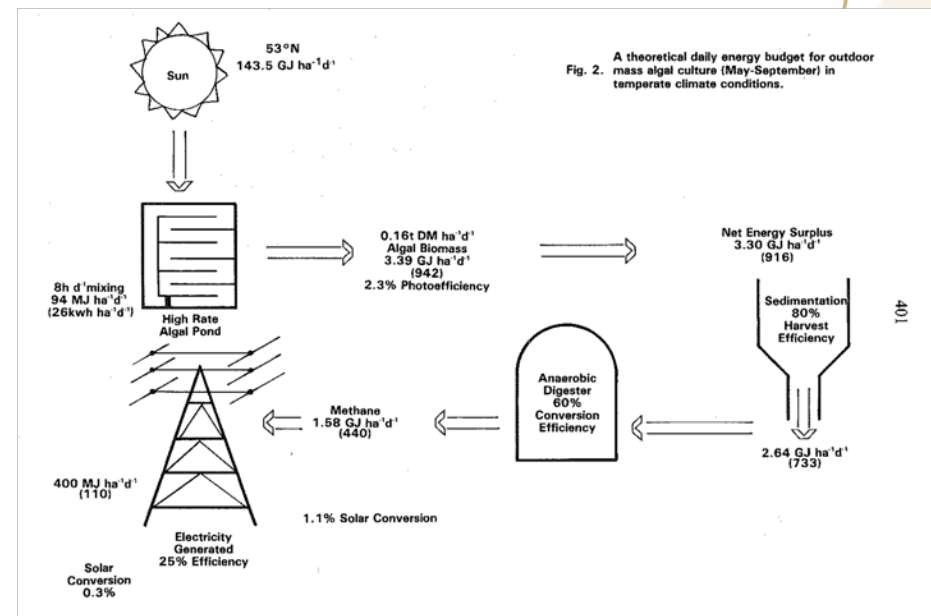 53°N
143.5 GJ ha⁻¹d⁻¹
Sun
Fig. 2. A theoretical daily energy budget for outdoor
mass algal culture (May-September) in
temperate climate conditions.
8h d⁻¹mixing
94 MJ ha⁻¹d⁻¹
(26kwh ha⁻¹d⁻¹)
High Rate
Algal Pond
0.16t DM ha⁻¹d⁻¹
Algal Biomass
3.39 GJ ha⁻¹d⁻¹
(942)
2.3% Photoefficiency
Net Energy Surplus
3.30 GJ ha⁻¹d⁻¹
(916)
Sedimentation
80%
Harvest
Efficiency
401
2.64 GJ ha⁻¹d⁻¹
(733)
Anaerobic
Digester
60%
Conversion
Efficiency
Methane
1.58 GJ ha⁻¹d⁻¹
(440)
1.1% Solar Conversion
400 MJ ha⁻¹d⁻¹
(110)
Electricity
Generated
25% Efficiency
Solar
Conversion
0.3%